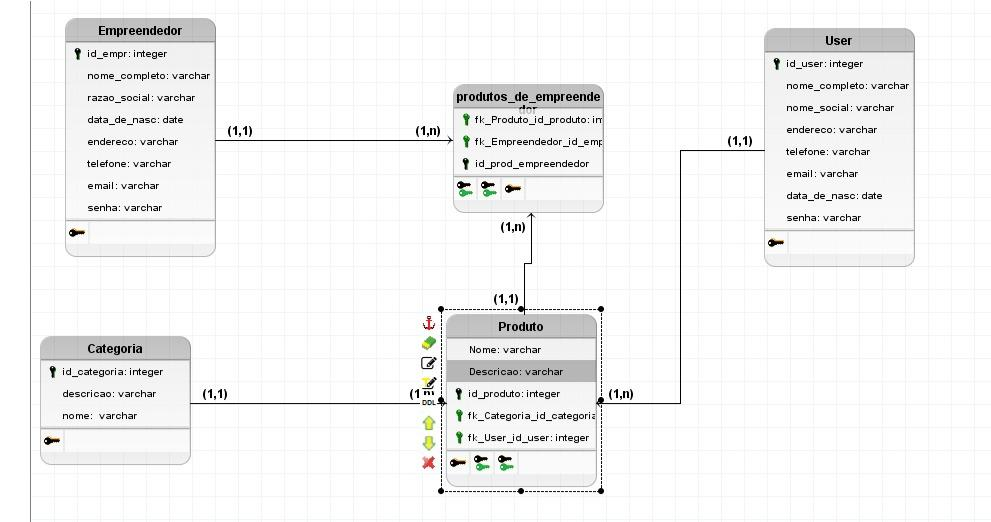 Empreendedor
id_empr: integer
nome_completo: varchar
razao_social: varchar
data_de_nasc: date
endereco: varchar
telefone: varchar
email: varchar
senha: varchar
(1,1)
(1,n)
produtos_de_empreende
dor
fk_Produto_id_produto: in
fk_Empreendedor_id_emp
id_prod_empreendedor
(1,n)
(1,1)
User
id_user: integer
nome_completo: varchar
nome_social: varchar
endereco: varchar
telefone: varchar
email: varchar
data_de_nasc: date
senha: varchar
(1,1)
Categoria
id_categoria: integer
descricao: varchar
nome: varchar
(1,1)
DDL
Produto
Nome: varchar
Descricao: varchar
id_produto: integer
fk_Categoria_id_categoria
fk_User_id_user: integer
(1,n)